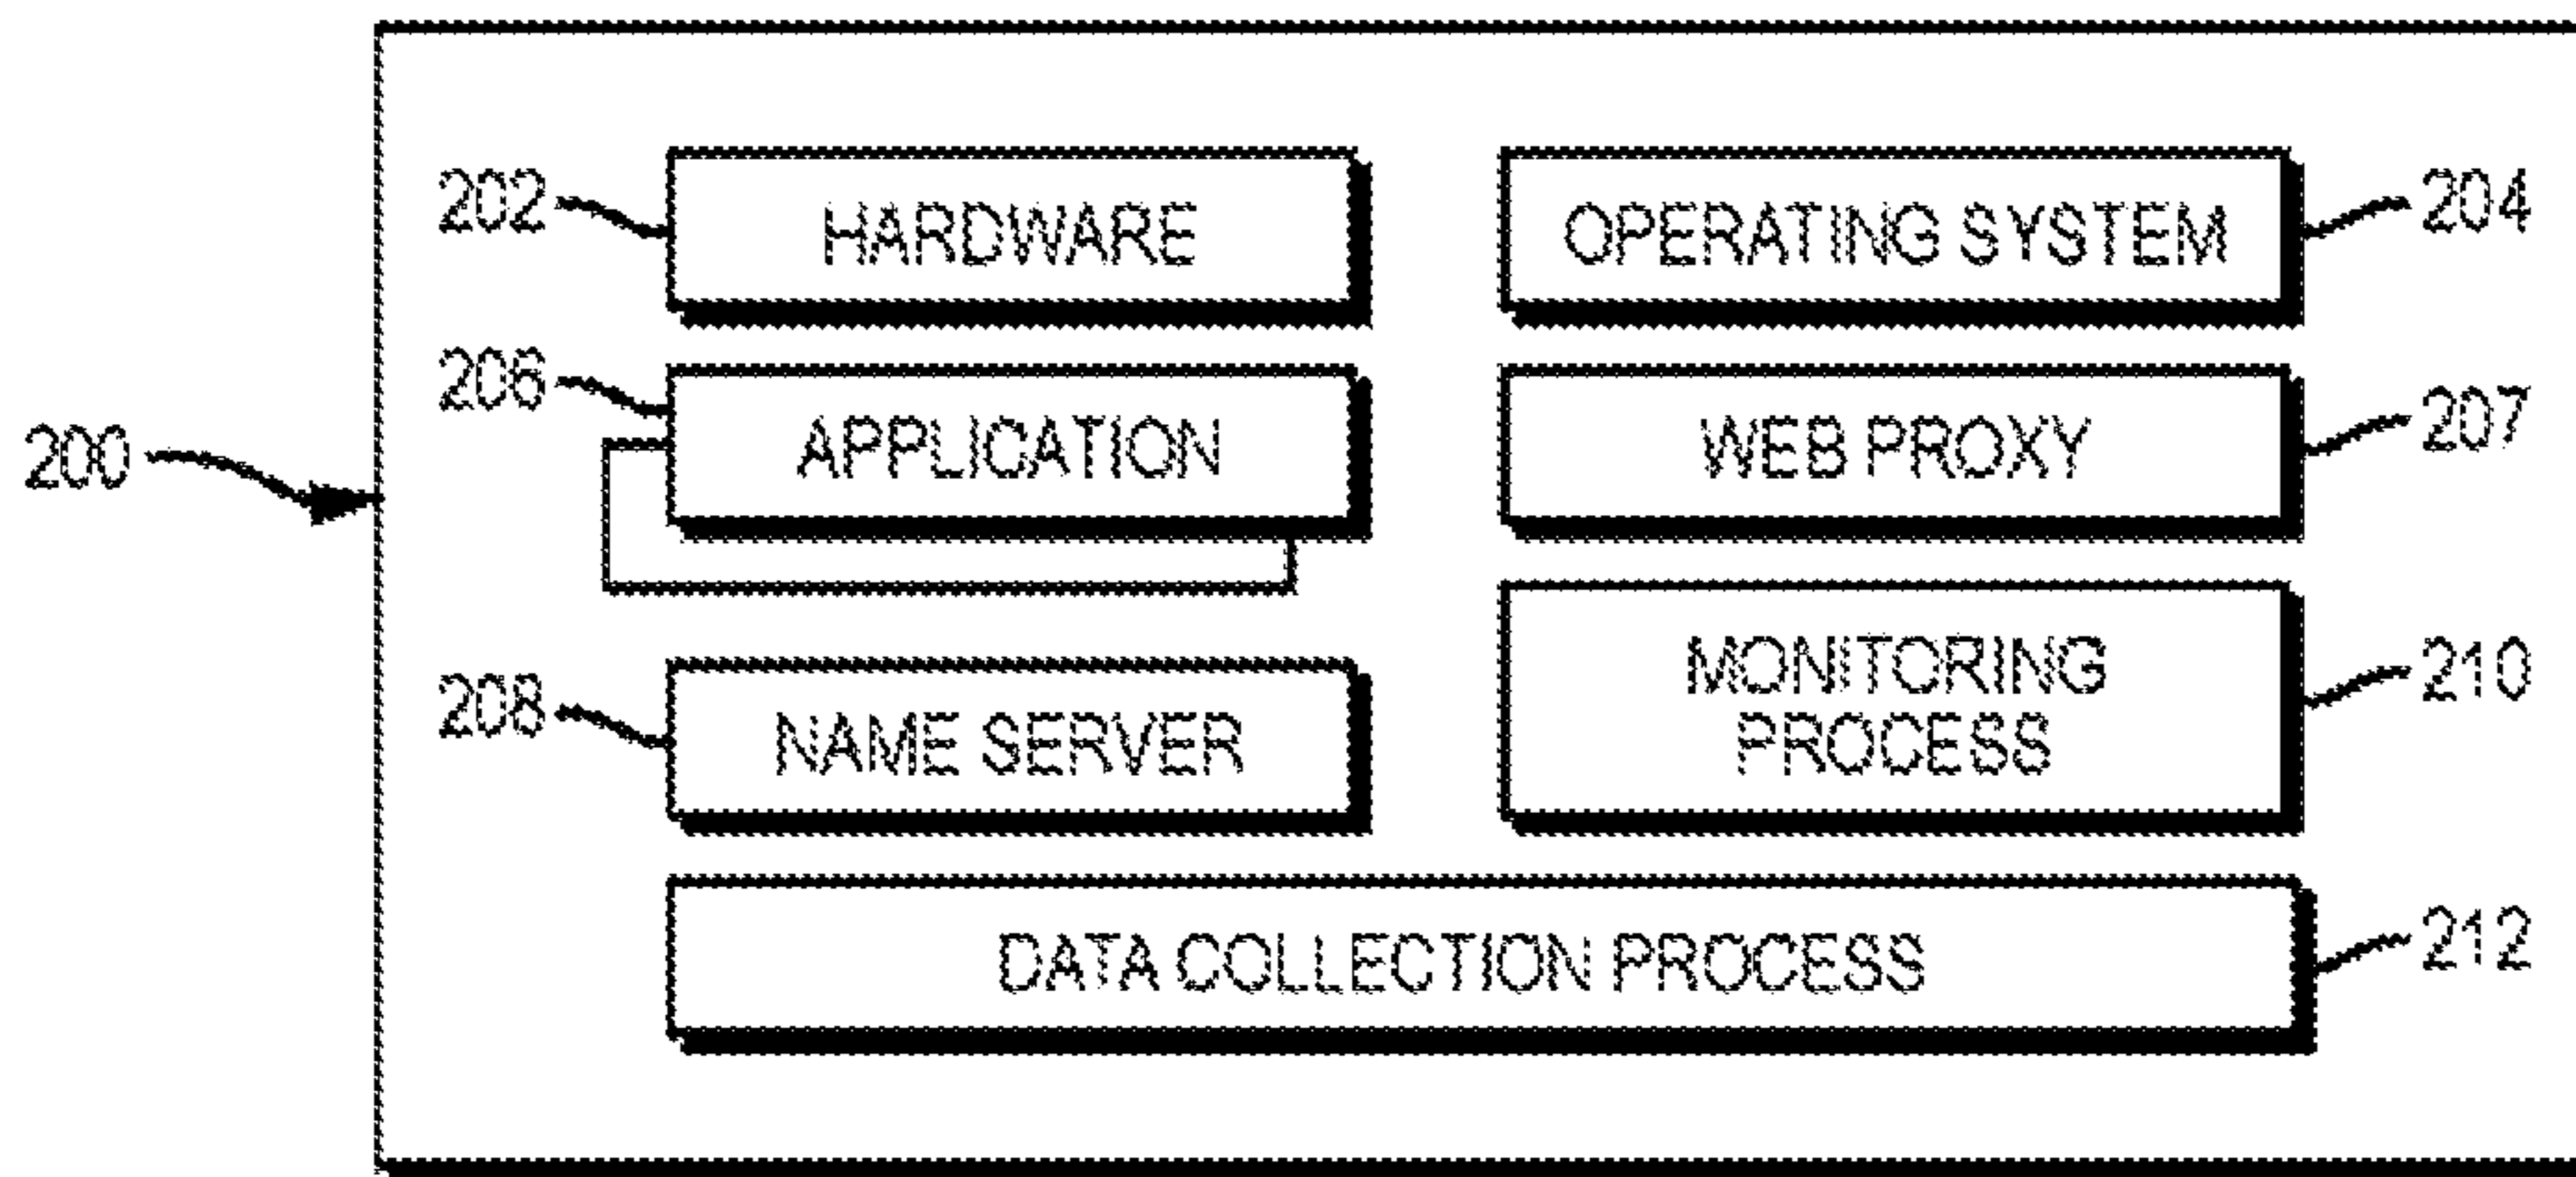 202 HARDWARE OPERATING SYSTEM 204
206 APPLICATION WEB PROXY 207
200
208 NAME SERVER MONITORING PROCESS 210
DATA COLLECTION PROCESS 212